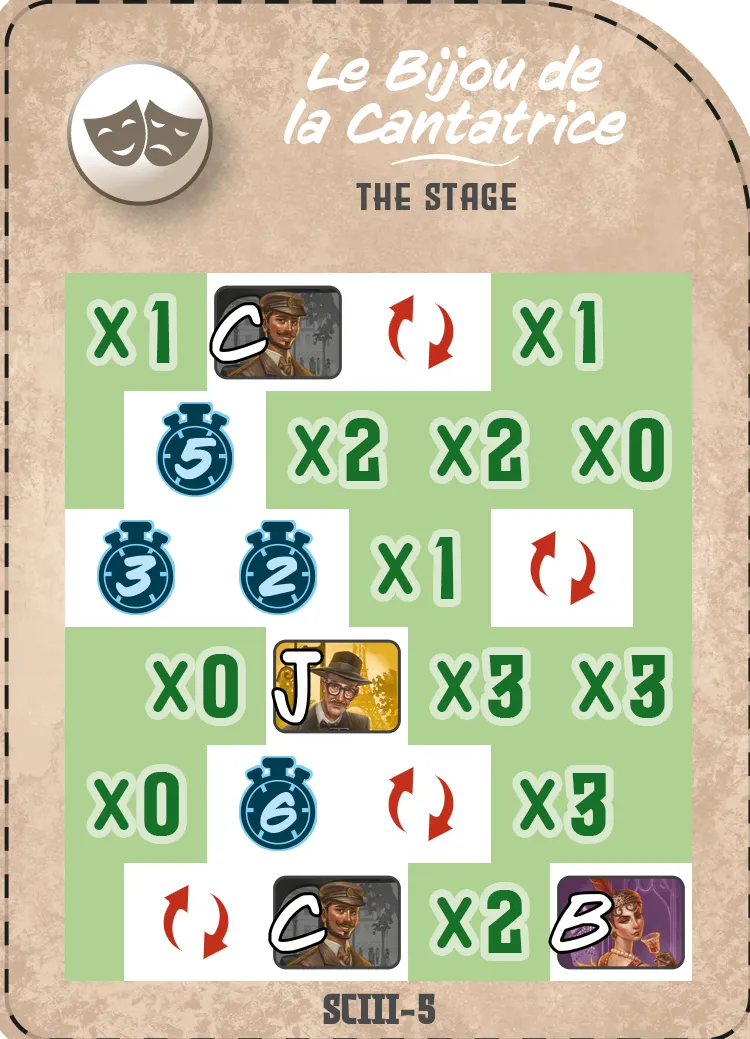 Le Bijou de
la Cantatrice
THE STAGE
X1 C X1
5 X2 X2 X0
3 2 X1
X0 J X3 X3
X0 6 X3
C X2 B
SCIII-5